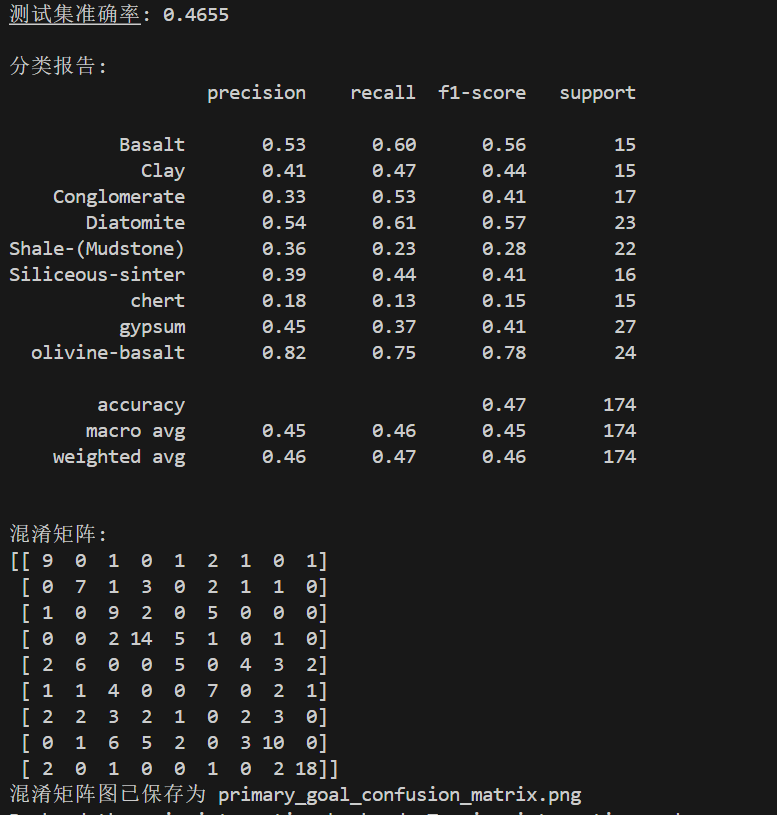 测试集准确率: 0.4655
分类报告:
precision recall f1-score support
Basalt 0.53 0.60 0.56 15
Clay 0.41 0.47 0.44 15
Conglomerate 0.33 0.53 0.41 17
Diatomite 0.54 0.61 0.57 23
Shale-(Mudstone) 0.36 0.23 0.28 22
Siliceous-sinter 0.39 0.44 0.41 16
chert 0.18 0.13 0.15 15
gypsum 0.45 0.37 0.41 27
olivine-basalt 0.82 0.75 0.78 24
accuracy 0.47 174
macro avg 0.45 0.46 0.45 174
weighted avg 0.46 0.47 0.46 174
混淆矩阵:
[[ 9 0 1 0 1 2 1 0 1]
[ 0 7 1 3 0 2 1 1 0]
[ 1 0 9 2 0 5 0 0 0]
[ 0 0 2 14 5 1 0 1 0]
[ 2 6 0 0 5 0 4 3 2]
[ 1 1 4 0 0 7 0 2 1]
[ 2 2 3 2 1 0 2 3 0]
[ 0 1 6 5 2 0 3 10 0]
[ 2 0 1 0 0 1 0 2 18]]
混淆矩阵图已保存为 primary_goal_confusion_matrix.png